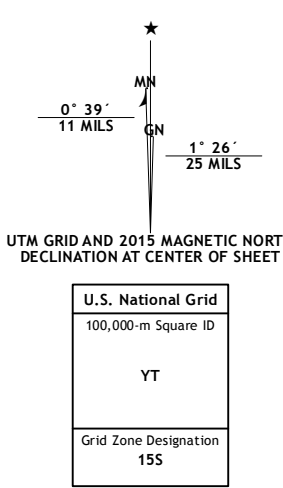 MN
0° 39´
11 MILS
GN
1° 26´
25 MILS
UTM GRID AND 2015 MAGNETIC NORT
DECLINATION AT CENTER OF SHEET
U.S. National Grid
100,000-m Square ID
YT
Grid Zone Designation
15S